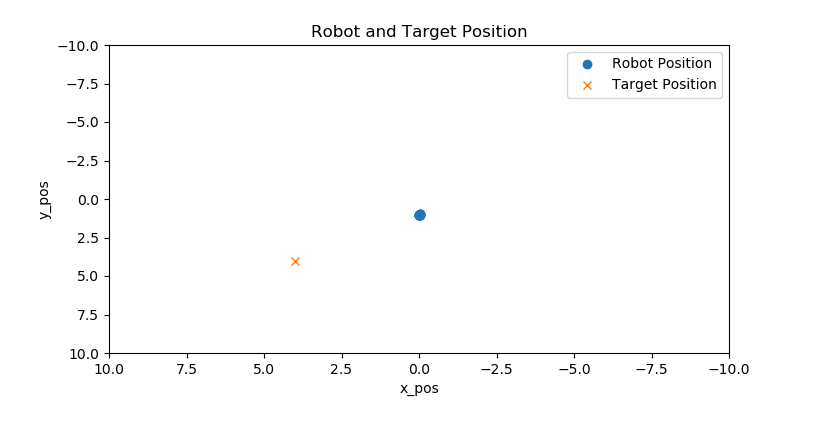 Robot and Target Position
Robot Position
Target Position
y_pos
−10.0
−7.5
−5.0
−2.5
0.0
2.5
5.0
7.5
10.0
10.0 7.5 5.0 2.5 0.0 −2.5 −5.0 −7.5 −10.0
x_pos